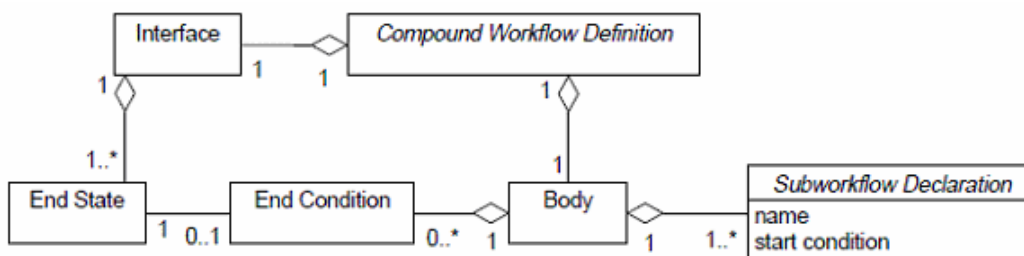 Interface
Compound Workflow Definition
1
1
1
1
1..*
1
End State
End Condition
Body
Subworkflow Declaration
name
start condition
1
0..1
0..*
1
1
1..*